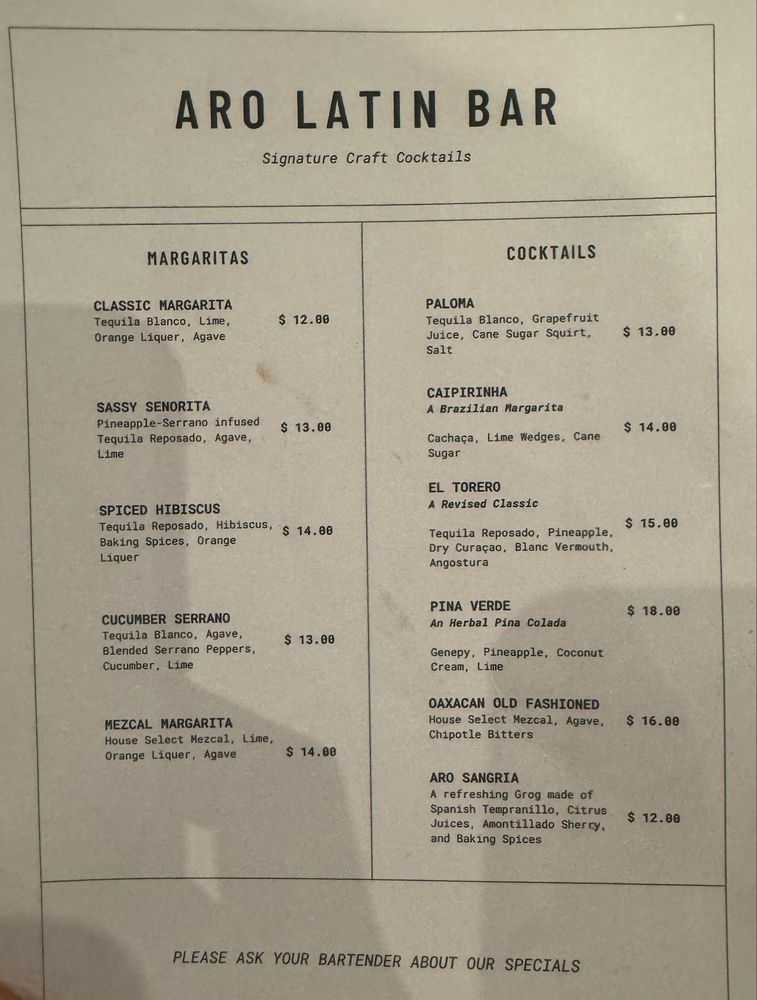 ARO LATIN BAR
Signature Craft Cocktails
MARGARITAS
CLASSIC MARGARITA
Tequila Blanco, Lime,
Orange Liquer, Agave
$ 12.00
SASSY SENORITA
Pineapple-Serrano infused
Tequila Reposado, Agave,
Lime
$ 13.00
SPICED HIBISCUS
Tequila Reposado, Hibiscus,
Baking Spices, Orange
Liquer
$ 14.00
CUCUMBER SERRANO
Tequila Blanco, Agave,
Blended Serrano Peppers,
Cucumber, Lime
$ 13.00
MEZCAL MARGARITA
House Select Mezcal, Lime,
Orange Liquer, Agave
$ 14.00
COCKTAILS
PALOMA
Tequila Blanco, Grapefruit
Juice, Cane Sugar Squirt,
Salt
$ 13.00
CAIPIRINHA
A Brazilian Margarita
Cachaça, Lime Wedges, Cane
Sugar
$ 14.00
EL TORERO
A Revised Classic
Tequila Reposado, Pineapple,
Dry Curaçao, Blanc Vermouth,
Angostura
$ 15.00
PINA VERDE
An Herbal Pina Colada
Genepy, Pineapple, Coconut
Cream, Lime
$ 18.00
OAXACAN OLD FASHIONED
House Select Mezcal, Agave,
Chipotle Bitters
$ 16.00
ARO SANGRIA
A refreshing Grog made of
Spanish Tempranillo, Citrus
Juices, Amontillado Sherry,
and Baking Spices
$ 12.00
PLEASE ASK YOUR BARTENDER ABOUT OUR SPECIALS